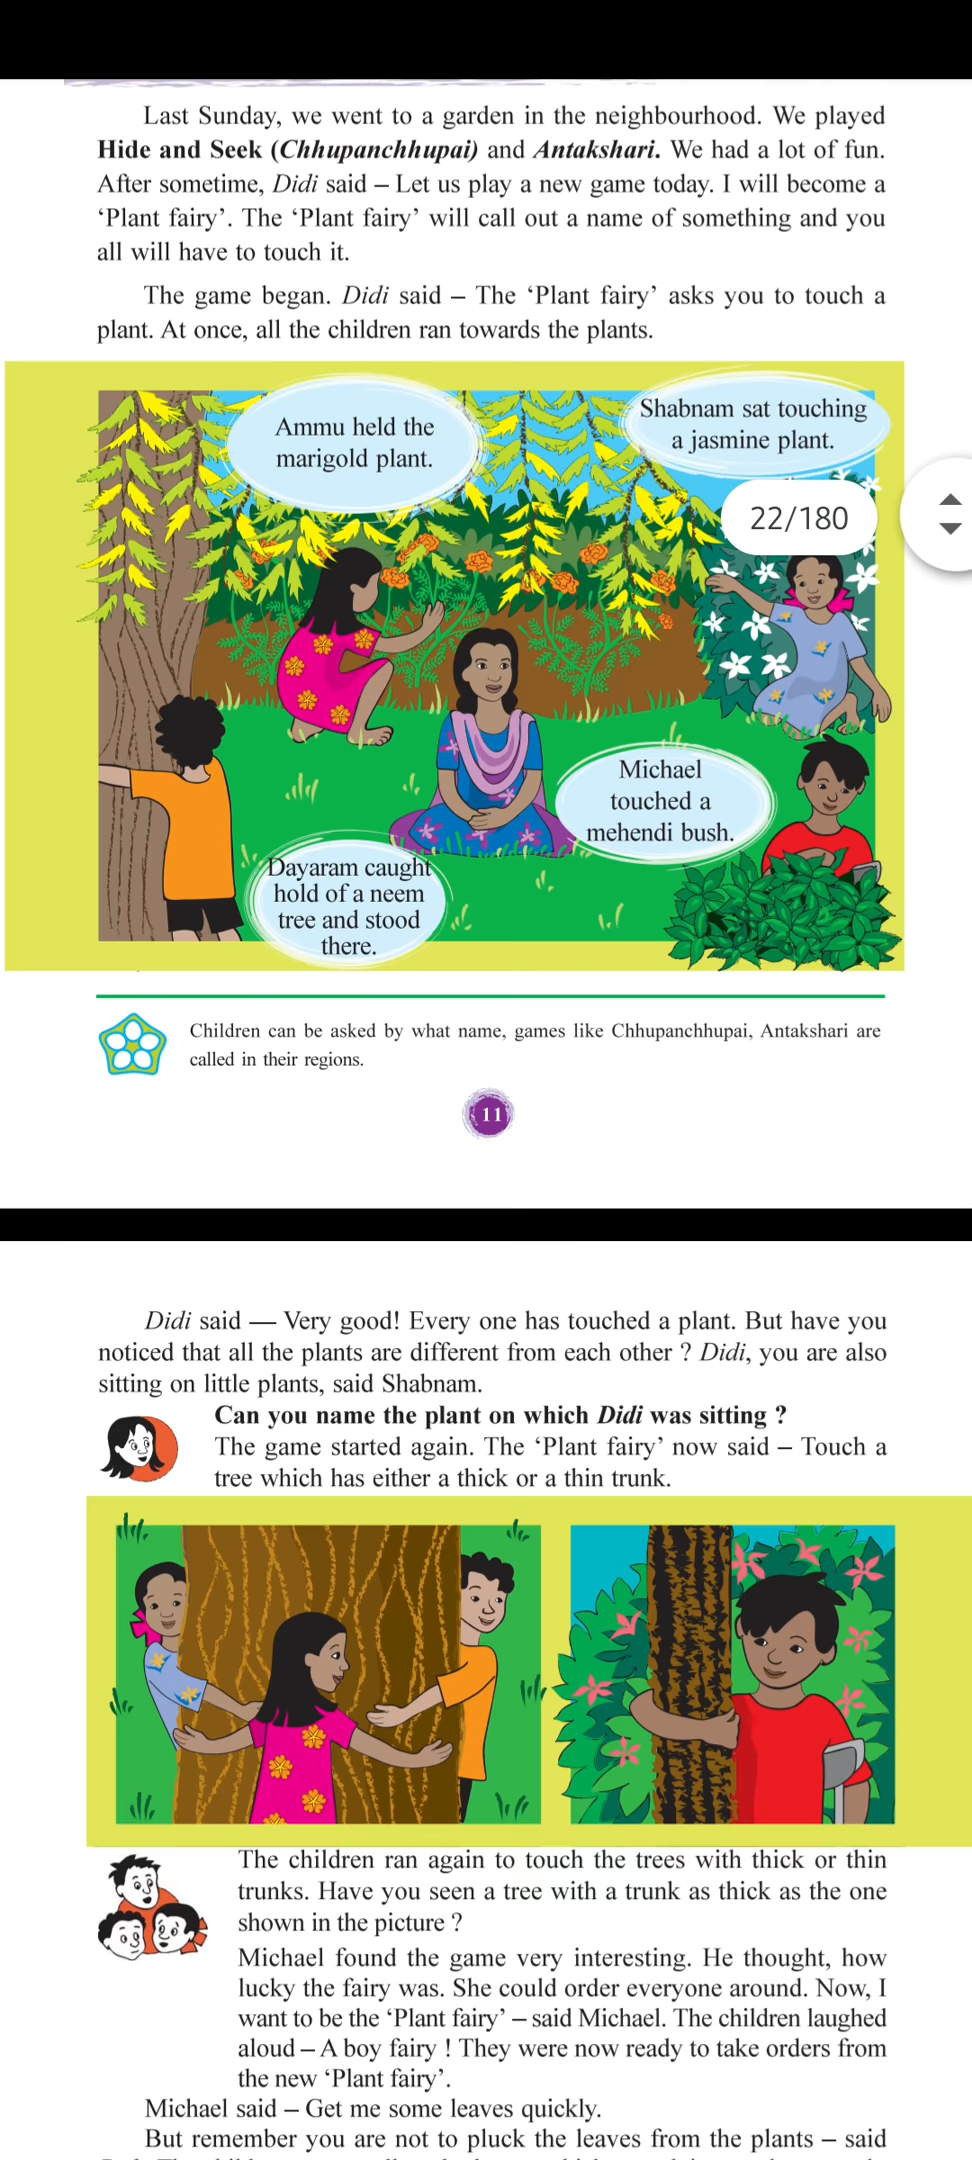 Last Sunday, we went to a garden in the neighbourhood. We played
Hide and Seek (Chhupanchhupai) and Antakshari. We had a lot of fun.
After sometime, Didi said – Let us play a new game today. I will become a
‘Plant fairy’. The ‘Plant fairy’ will call out a name of something and you
all will have to touch it.
The game began. Didi said – The ‘Plant fairy’ asks you to touch a
plant. At once, all the children ran towards the plants.
Ammu held the
marigold plant.
Shabnam sat touching
a jasmine plant.
22/180
Michael
touched a
mehendi bush.
Dayaram caught
hold of a neem
tree and stood
there.
Children can be asked by what name, games like Chhupanchhupai, Antakshari are
called in their regions.
11
Didi said — Very good! Every one has touched a plant. But have you
noticed that all the plants are different from each other ? Didi, you are also
sitting on little plants, said Shabnam.
Can you name the plant on which Didi was sitting ?
The game started again. The ‘Plant fairy’ now said – Touch a
tree which has either a thick or a thin trunk.
The children ran again to touch the trees with thick or thin
trunks. Have you seen a tree with a trunk as thick as the one
shown in the picture ?
Michael found the game very interesting. He thought, how
lucky the fairy was. She could order everyone around. Now, I
want to be the ‘Plant fairy’ – said Michael. The children laughed
aloud – A boy fairy ! They were now ready to take orders from
the new ‘Plant fairy’.
Michael said – Get me some leaves quickly.
But remember you are not to pluck the leaves from the plants – said